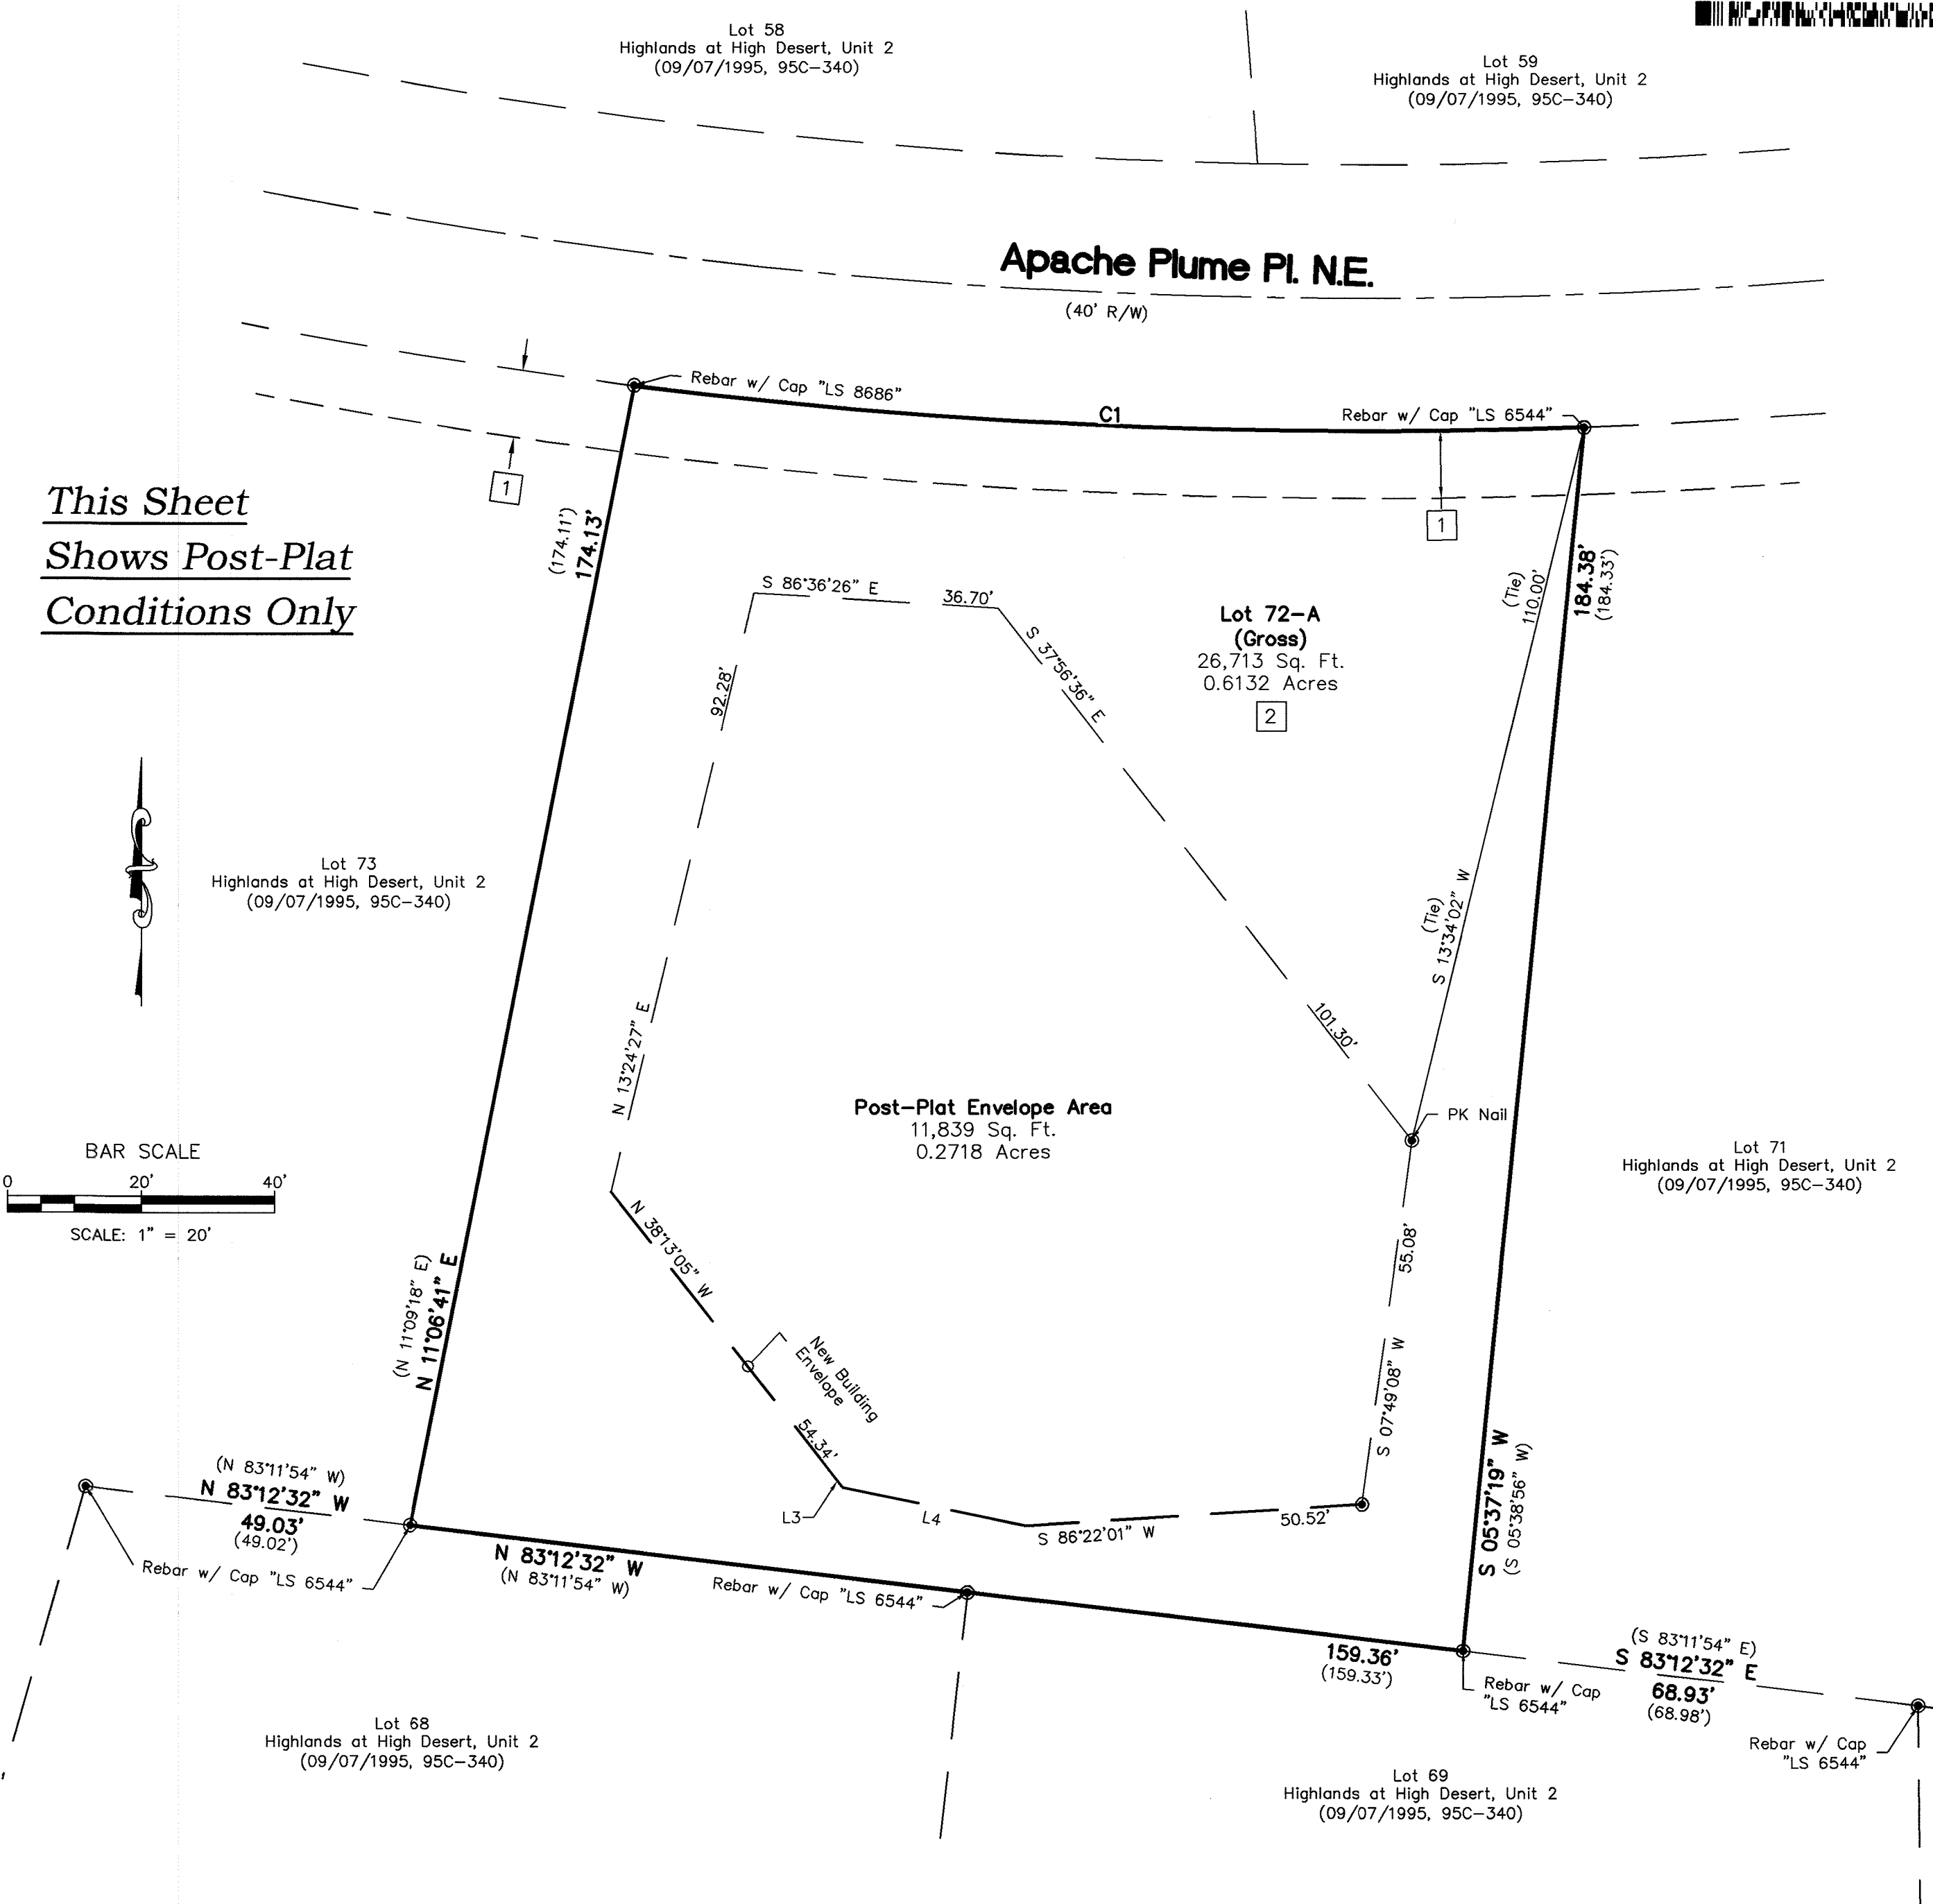 Lot 58
Highlands at High Desert, Unit 2
(09/07/1995, 95C-340)
Lot 59
Highlands at High Desert, Unit 2
(09/07/1995, 95C-340)
Apache Plume Pl. N.E.
(40' R/W)
Rebar w/ Cap "LS 8686"
C1
Rebar w/ Cap "LS 6544"
1
1
This Sheet
Shows Post-Plat
Conditions Only
(174.11')
174.13'
S 86°36'26" E
36.70'
S 37°56'36" E
Lot 72-A
(Gross)
26,713 Sq. Ft.
0.6132 Acres
2
(Tie)
110.00'
184.38'
(184.33')
92.28'
Lot 73
Highlands at High Desert, Unit 2
(09/07/1995, 95C-340)
(Tie)
S 13°34'02" W
101.30'
N 13°24'27" E
Post-Plat Envelope Area
11,839 Sq. Ft.
0.2718 Acres
PK Nail
BAR SCALE
0 20' 40'
SCALE: 1" = 20'
Lot 71
Highlands at High Desert, Unit 2
(09/07/1995, 95C-340)
N 38°13'05" W
55.08'
(N 11°09'18" E)
N 11°06'41" E
New Building
Envelope
S 07°49'08" W
54.34'
L3
L4
S 86°22'01" W
50.52'
S 05°37'19" W
(S 05°38'56" W)
(N 83°11'54" W)
N 83°12'32" W
49.03'
(49.02')
Rebar w/ Cap "LS 6544"
N 83°12'32" W
(N 83°11'54" W)
Rebar w/ Cap "LS 6544"
159.36'
(159.33')
Rebar w/ Cap
"LS 6544"
(S 83°11'54" E)
S 83°12'32" E
68.93'
(68.98')
Rebar w/ Cap
"LS 6544"
Lot 68
Highlands at High Desert, Unit 2
(09/07/1995, 95C-340)
Lot 69
Highlands at High Desert, Unit 2
(09/07/1995, 95C-340)